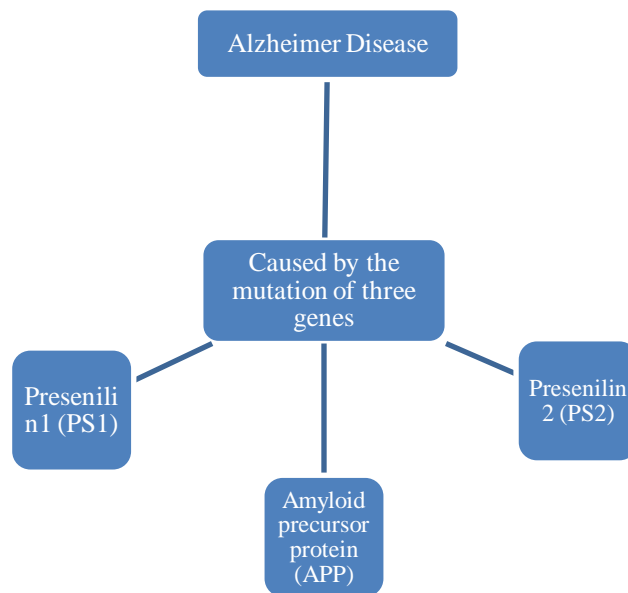 Alzheimer Disease
Caused by the
mutation of three
genes
Presenili
n1 (PS1)
Amyloid
precursor
protein
(APP)
Presenilin
2 (PS2)